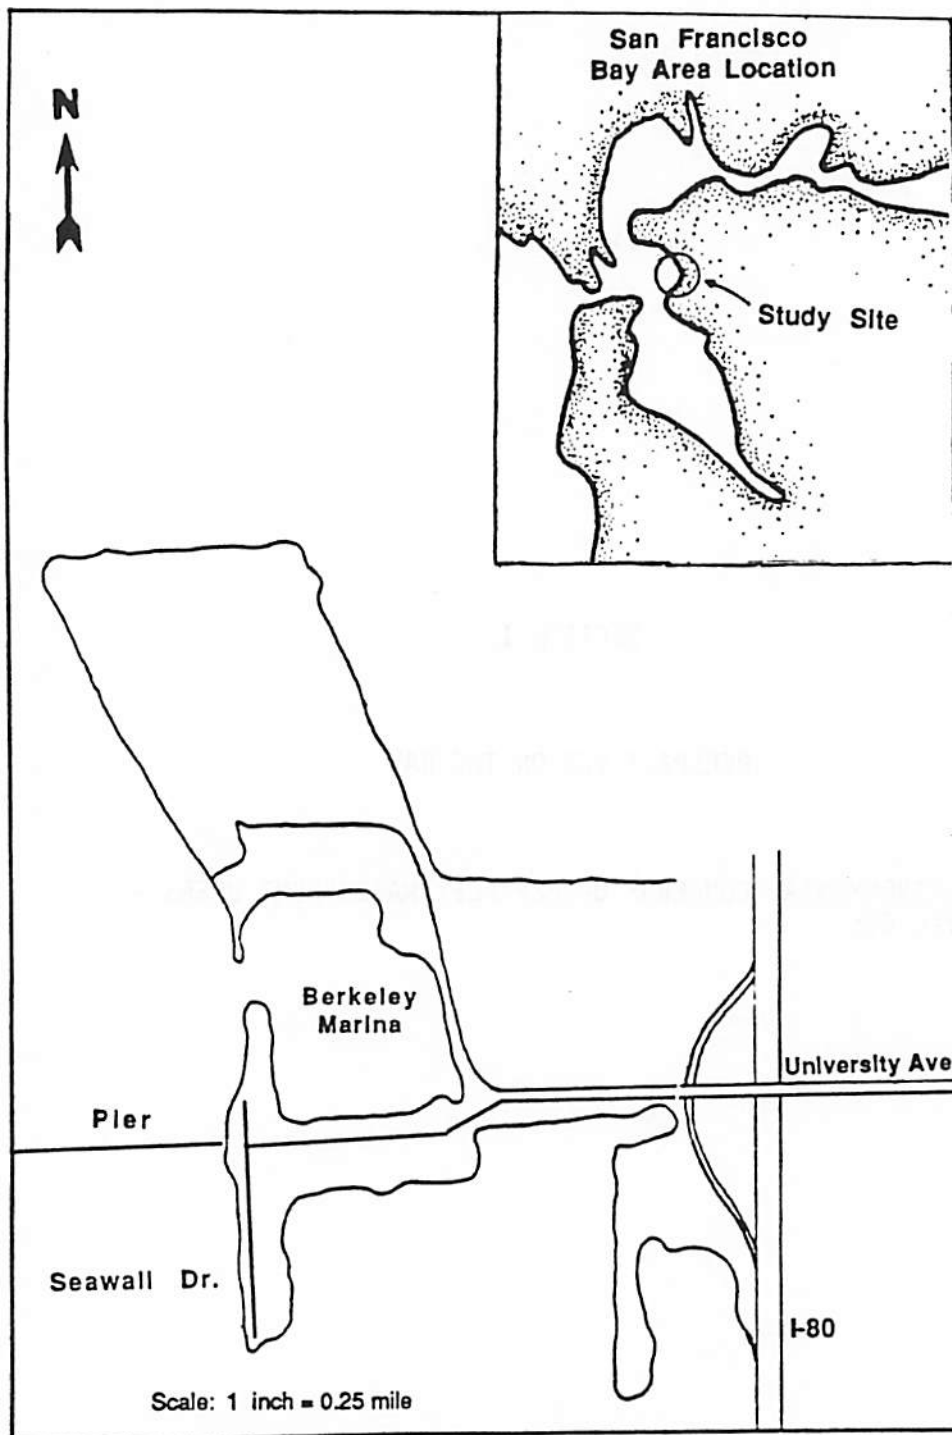 San Francisco
Bay Area Location
N
Study Site
Berkeley
Marina
University Ave
Pier
Seawall Dr.
I-80
Scale: 1 inch = 0.25 mile